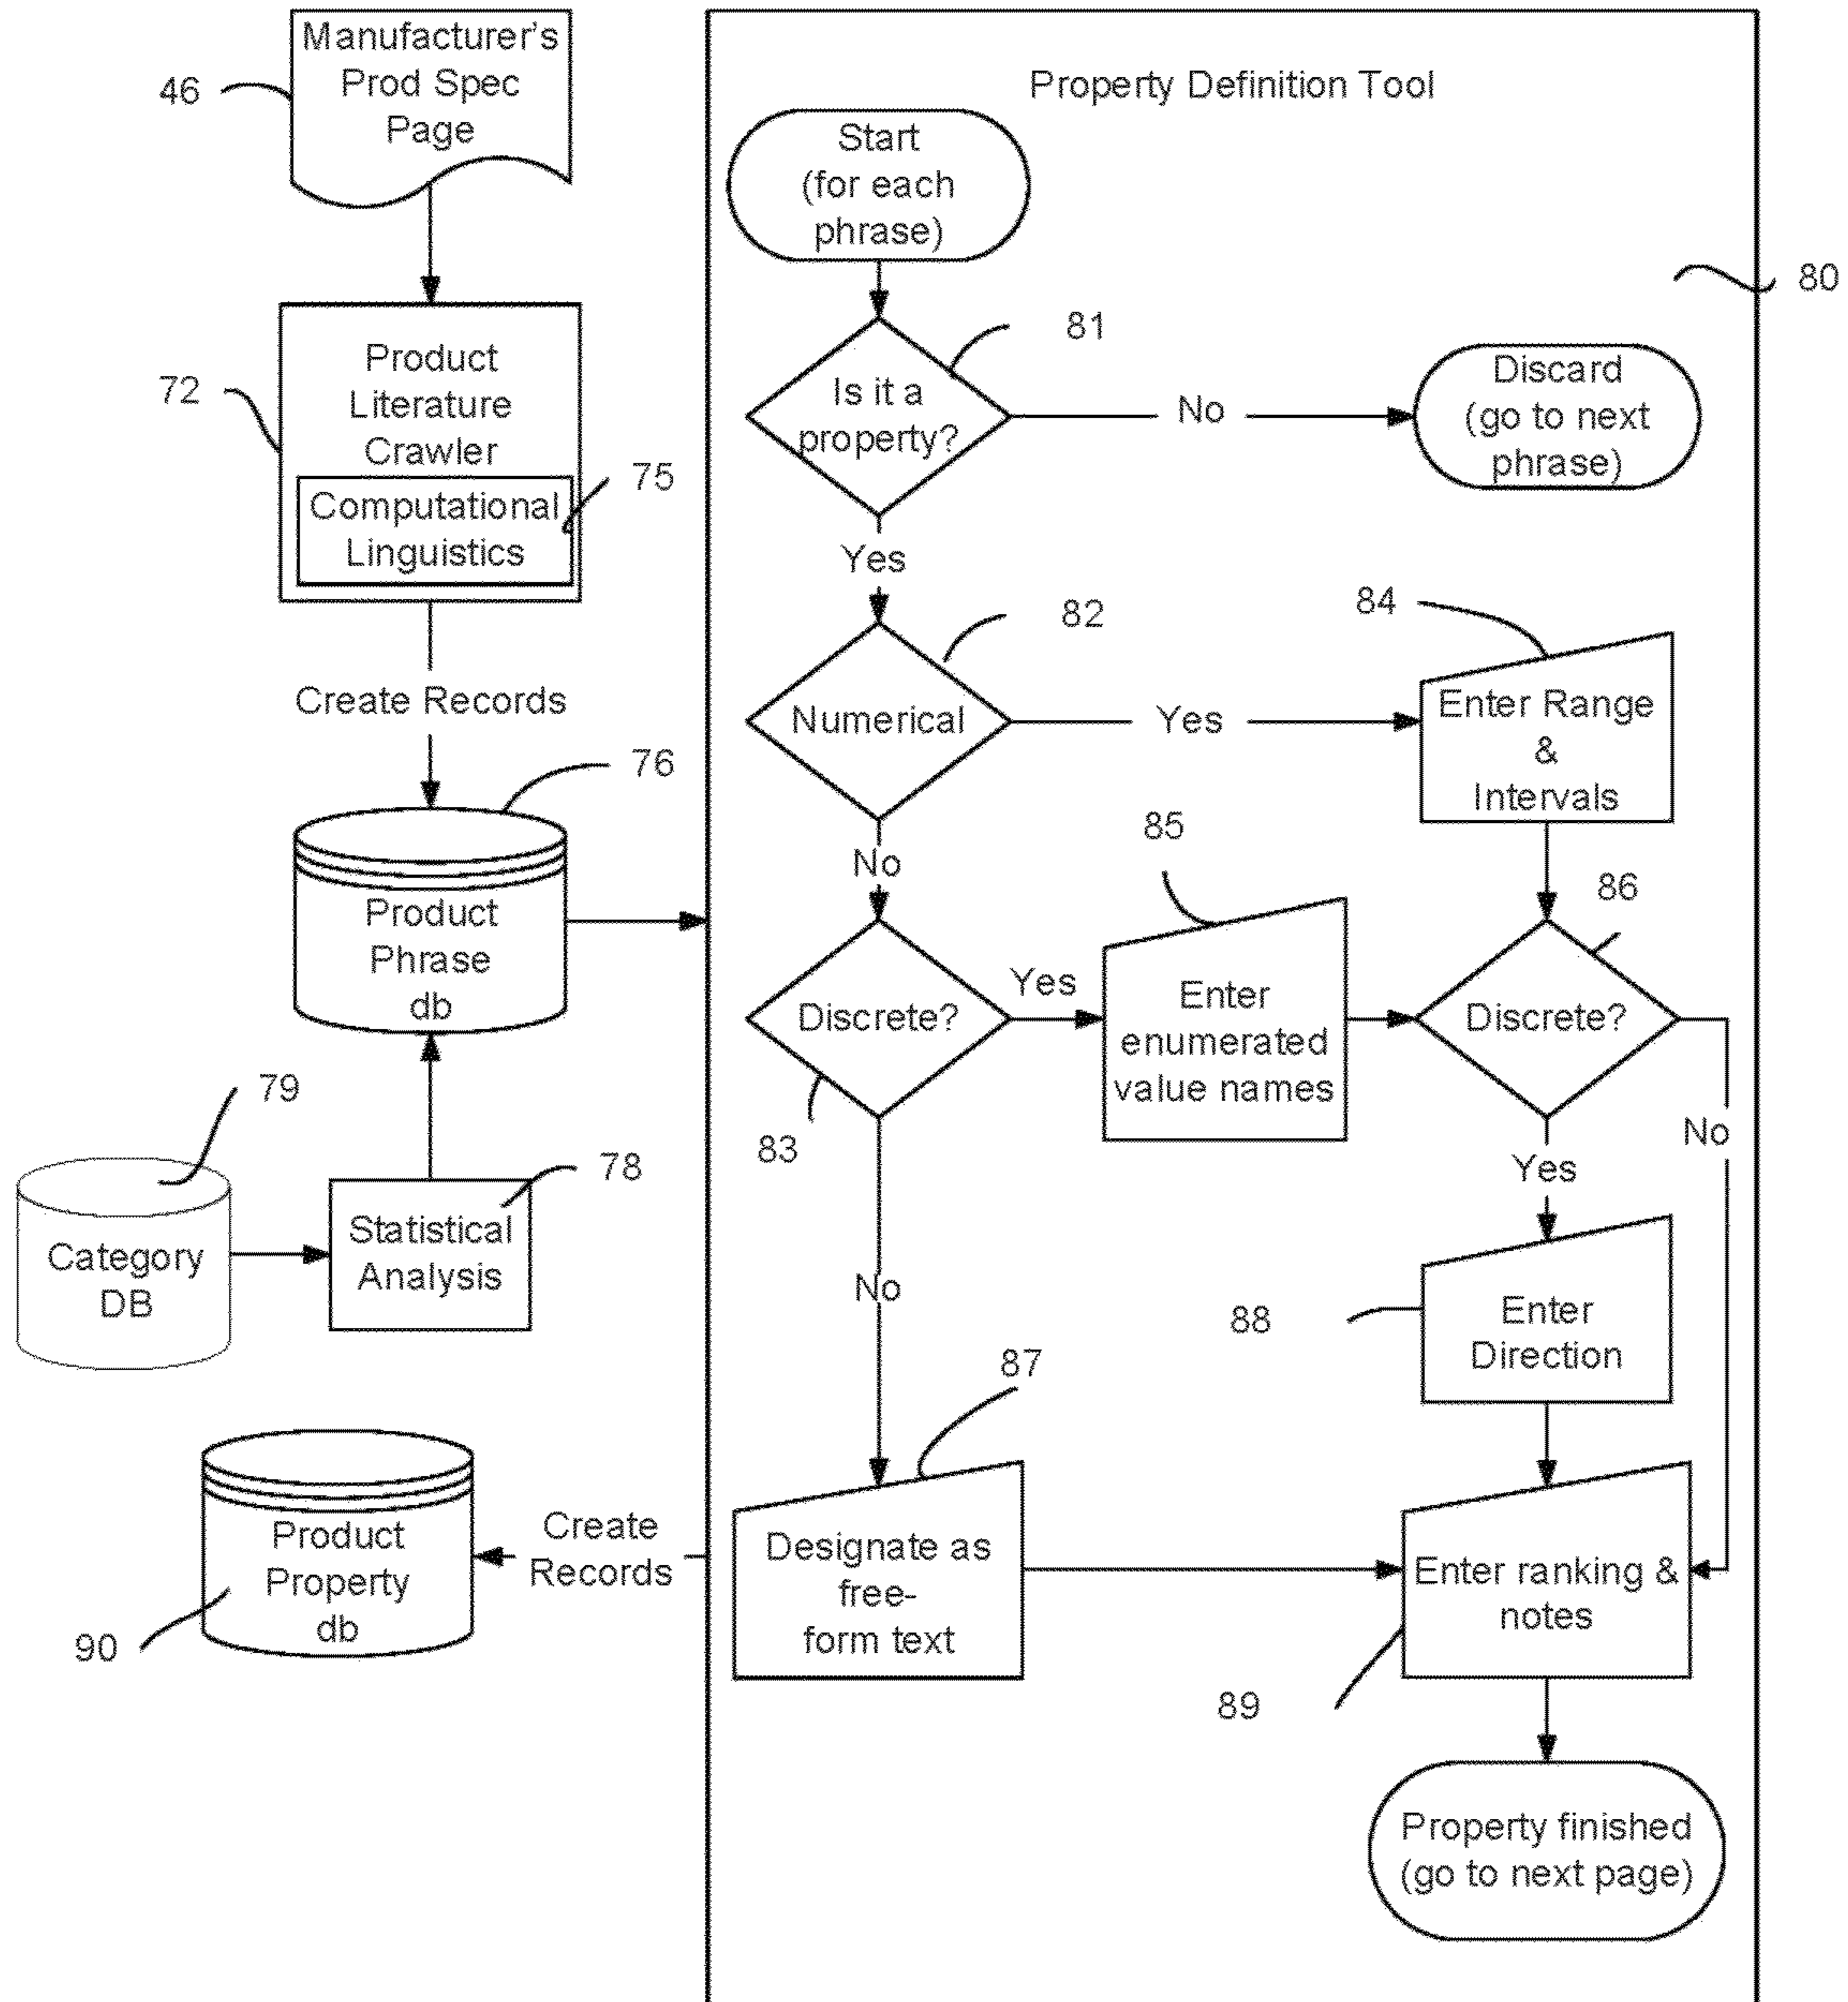 Manufacturer's
Prod Spec
Page
46
Product
Literature
Crawler
72
Computational
Linguistics
75
Create Records
76
Product
Phrase
db
79
Category
DB
78
Statistical
Analysis
Product
Property
db
90
Create
Records
Property Definition Tool
80
Start
(for each
phrase)
81
Is it a
property?
No
Discard
(go to next
phrase)
Yes
82
Numerical
Yes
84
Enter Range
&
Intervals
No
85
86
Discrete?
83
Yes
Enter
enumerated
value names
Discrete?
No
Yes
No
88
Enter
Direction
87
Designate as
free-
form text
Enter ranking &
notes
89
Property finished
(go to next page)